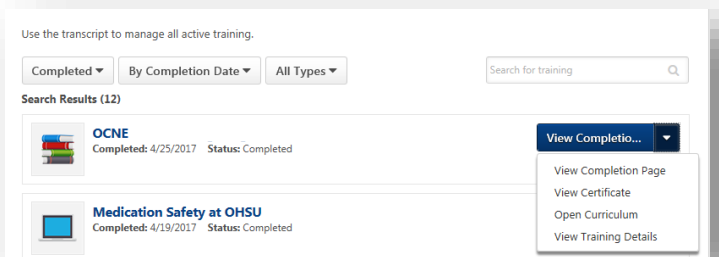 Use the transcript to manage all active training.
Completed By Completion Date All Types Search for training
Search Results (12)
OCNE
Completed: 4/25/2017 Status: Completed
View Completio...
View Completion Page
View Certificate
Open Curriculum
View Training Details
Medication Safety at OHSU
Completed: 4/19/2017 Status: Completed